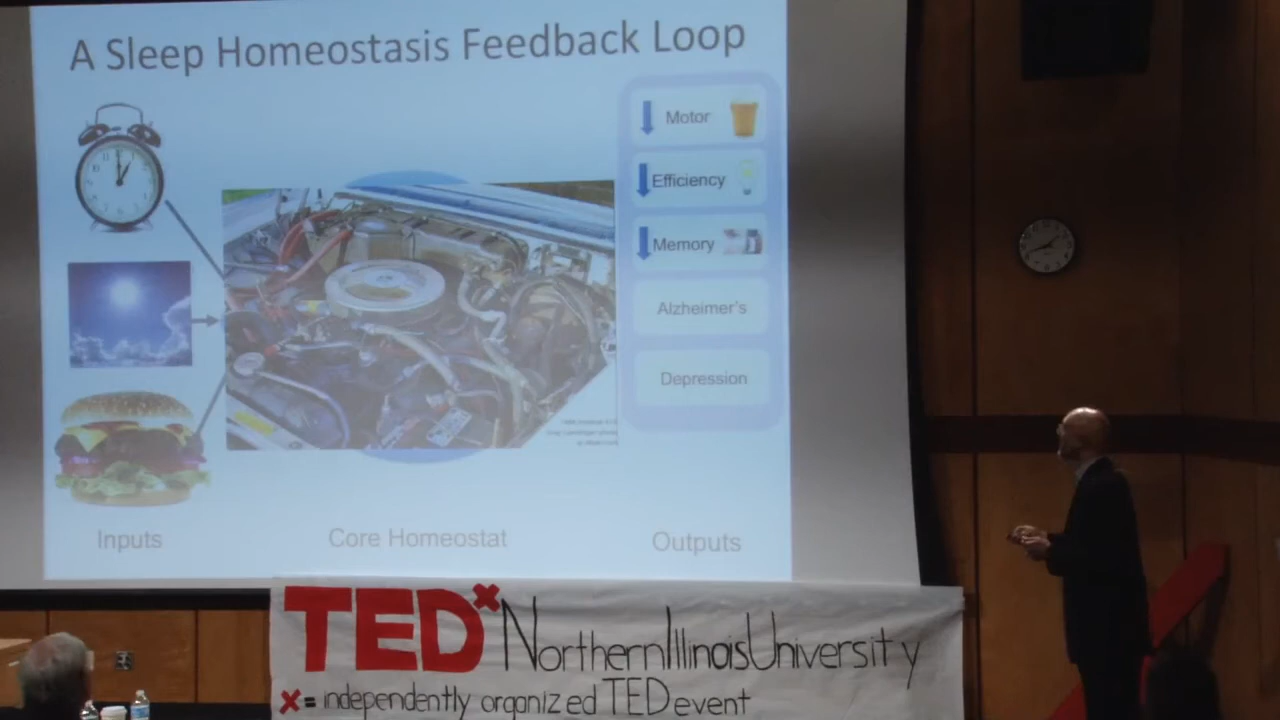 A Sleep Homeostasis Feedback Loop
Motor
Efficiency
Memory
Alzheimer's
Depression
Inputs
Core Homeostat
Outputs
TEDx NorthernIllinoisUniversity
x = independently organized TED event